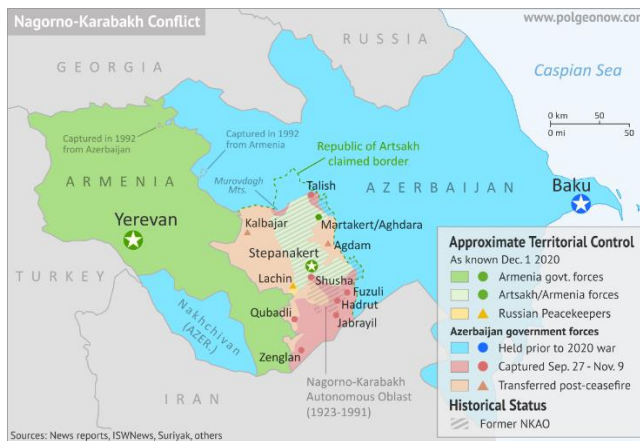 Nagorno-Karabakh Conflict
www.polgeonow.com
RUSSIA
GEORGIA
Caspian Sea
0 km 50
0 mi 50
Captured in 1992
from Azerbaijan
Captured in 1992
from Armenia
Republic of Artsakh
claimed border
Murovdagh
Mts.
Talish
ARMENIA
AZERBAIJAN
Baku
Yerevan
Kalbajar
Martakert/Aghdara
Stepanakert
Agdam
Lachin
Shusha
Fuzuli
TURKEY
Nakhchivan
(AZER.)
Qubadli
Hadrut
Jabrayil
Zenglan
Nagorno-Karabakh
Autonomous Oblast
(1923-1991)
IRAN
Approximate Territorial Control
As known Dec. 1 2020
Armenia govt. forces
Artsakh/Armenia forces
Russian Peacekeepers
Azerbaijan government forces
Held prior to 2020 war
Captured Sep. 27 - Nov. 9
Transferred post-ceasefire
Historical Status
Former NKAO
Sources: News reports, ISWNews, Suriyak, others